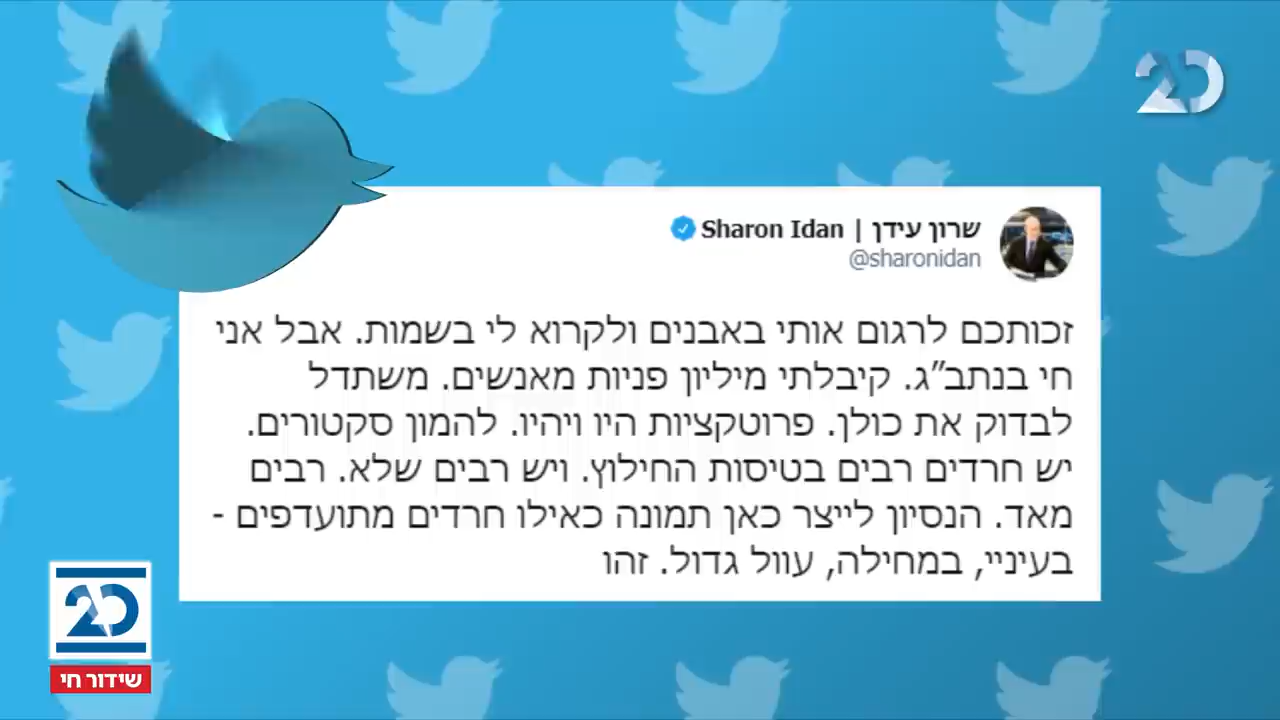 20
שרון עידן | Sharon Idan
@sharonidan
זכותכם לרגום אותי באבנים ולקרוא לי בשמות. אבל אני
חי בנתב"ג. קיבלתי מיליון פניות מאנשים. משתדל
לבדוק את כולן. פרוטקציות היו ויהיו. להמון סקטורים.
יש חרדים רבים בטיסות החילוץ. ויש רבים שלא. רבים
מאד. הנסיון לייצר כאן תמונה כאילו חרדים מתועדפים -
בעיניי, במחילה, עוול גדול. זהו
20
שידור חי